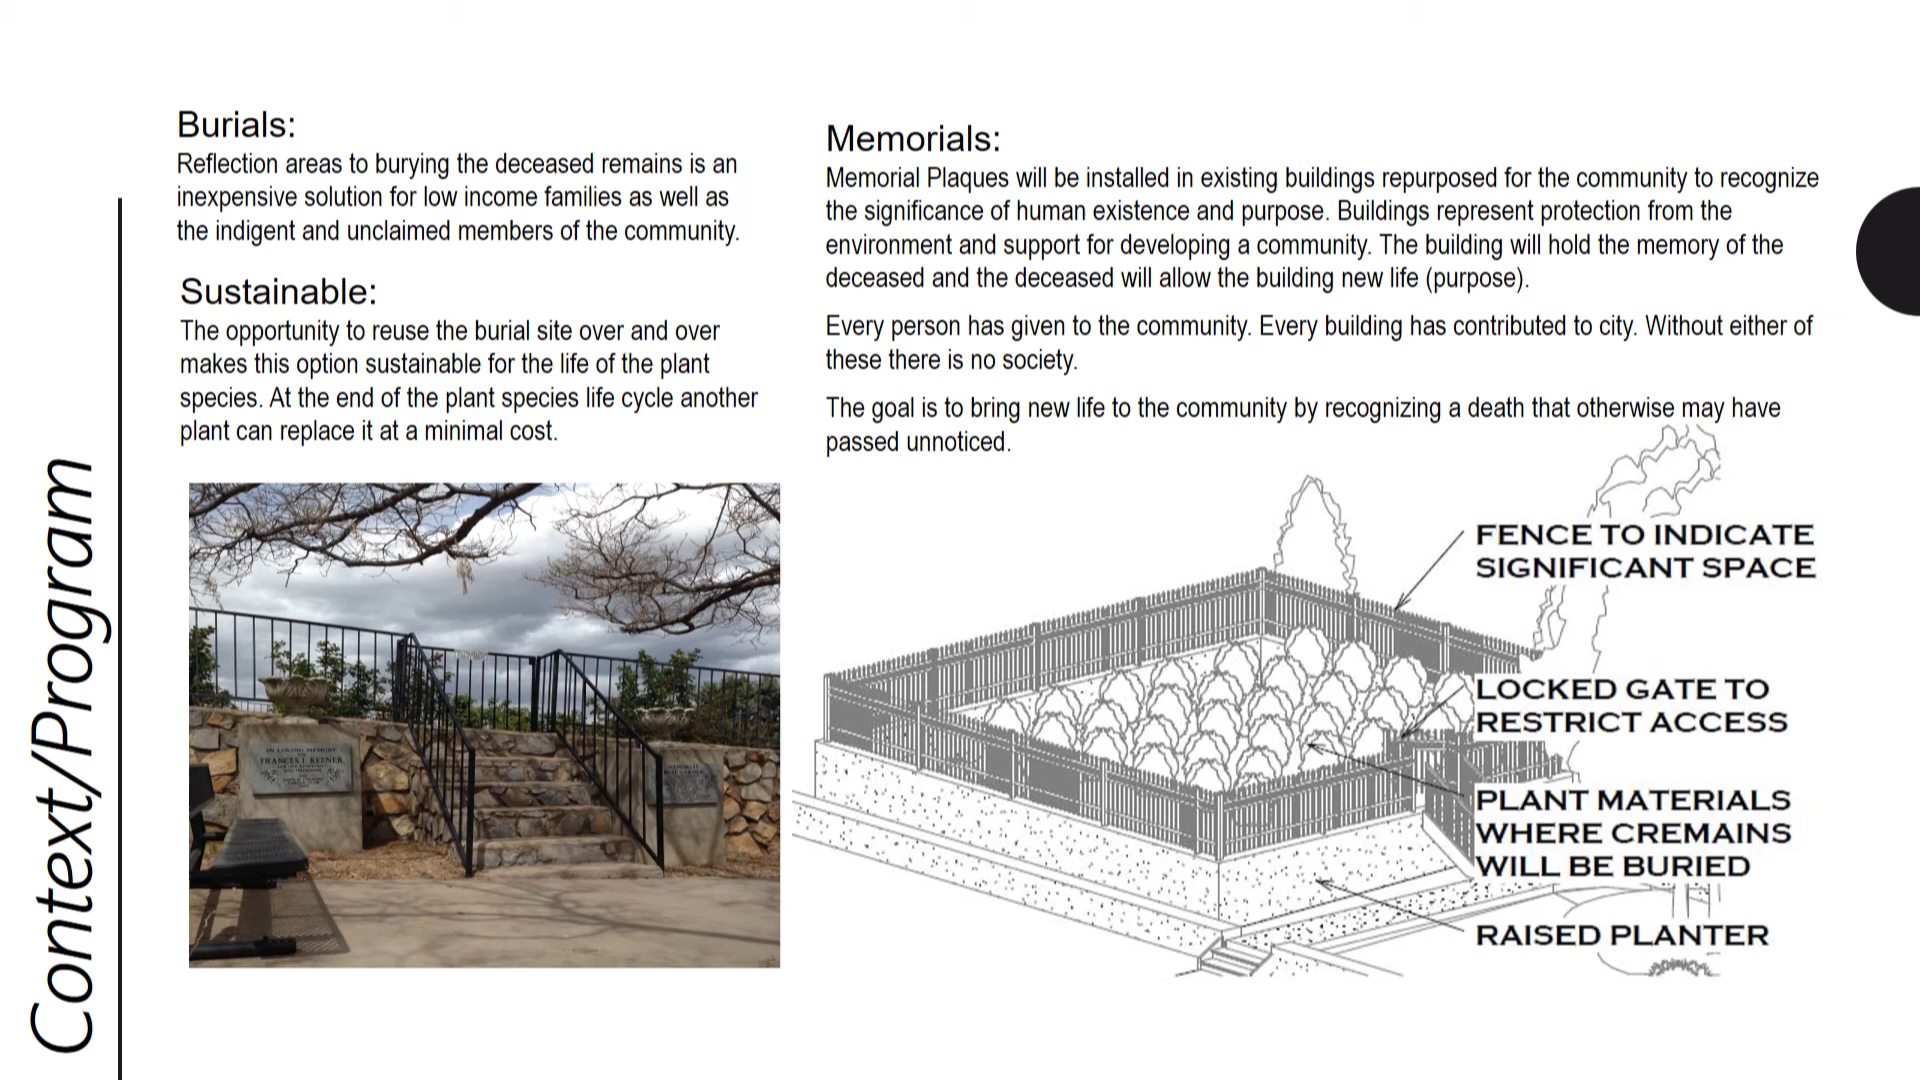 Context/Program
Burials:
Reflection areas to burying the deceased remains is an
inexpensive solution for low income families as well as
the indigent and unclaimed members of the community.
Sustainable:
The opportunity to reuse the burial site over and over
makes this option sustainable for the life of the plant
species. At the end of the plant species life cycle another
plant can replace it at a minimal cost.
IN LOVING MEMORY
OF
FRANCES I. KEENER
MEMORIAL
Memorials:
Memorial Plaques will be installed in existing buildings repurposed for the community to recognize
the significance of human existence and purpose. Buildings represent protection from the
environment and support for developing a community. The building will hold the memory of the
deceased and the deceased will allow the building new life (purpose).
Every person has given to the community. Every building has contributed to city. Without either of
these there is no society.
The goal is to bring new life to the community by recognizing a death that otherwise may have
passed unnoticed.
FENCE TO INDICATE
SIGNIFICANT SPACE
LOCKED GATE TO
RESTRICT ACCESS
PLANT MATERIALS
WHERE CREMAINS
WILL BE BURIED
RAISED PLANTER